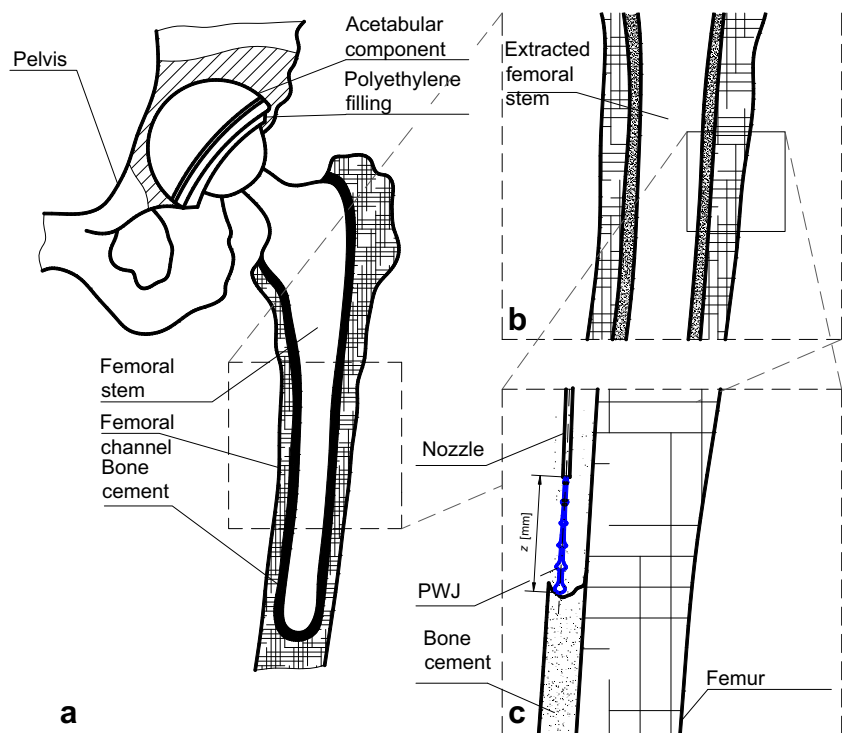 Pelvis
Acetabular
component
Polyethylene
filling
Femoral
stem
Femoral
channel
Bone
cement
a
Extracted
femoral
stem
b
Nozzle
z [mm]
PWJ
Bone
cement
Femur
c